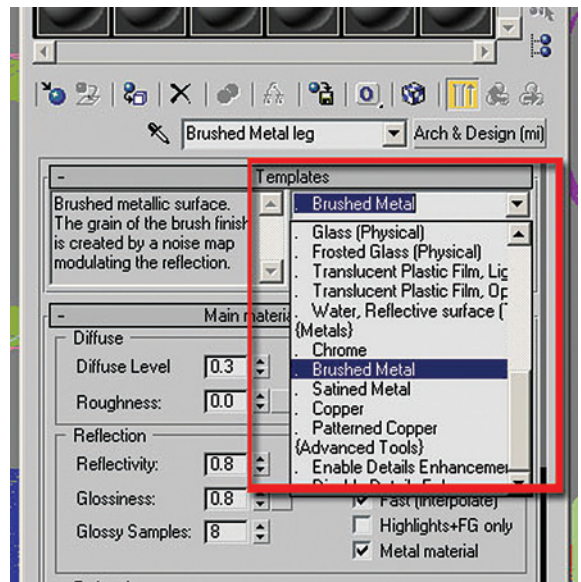 Brushed Metal leg
Arch & Design (mi)
- Templates
Brushed metallic surface.
The grain of the brush finish
is created by a noise map
modulating the reflection.
. Brushed Metal
. Glass (Physical)
. Frosted Glass (Physical)
. Translucent Plastic Film, Lig
. Translucent Plastic Film, Op
. Water, Reflective surface (
{Metals}
. Chrome
. Brushed Metal
. Satined Metal
. Copper
. Patterned Copper
{Advanced Tools}
. Enable Details Enhancemen
- Main materia
Diffuse
Diffuse Level 0.3
Roughness: 0.0
Reflection
Reflectivity: 0.8
Glossiness: 0.8
Fast (interpolate)
Glossy Samples: 8
Highlights+FG only
Metal material